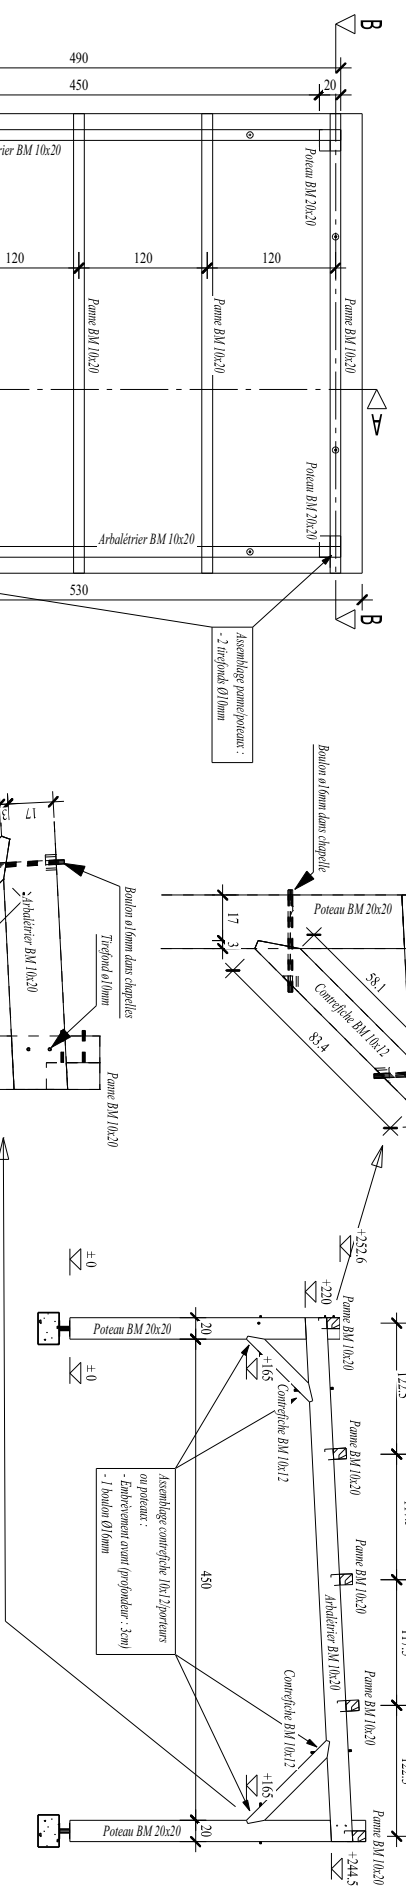 B
490
450
20
rier BM 10x20
Poteau BM 20x20
120
120
120
Panne BM 10x20
Panne BM 10x20
Panne BM 10x20
A
Poteau BM 20x20
Arbalétrier BM 10x20
530
B
Assemblage panne/poteaux :
- 2 tirefonds Ø10mm
Boulon ø16mm dans chapelle
Poteau BM 20x20
17
3
58.1
Contrefiche BM 10x12
83.4
17
13
Boulon ø16mm dans chapelles
Tirefond ø10mm
Arbalétrier BM 10x20
Panne BM 10x20
+252.6
+220
± 0
± 0
Poteau BM 20x20
20
+165
Contrefiche BM 10x12
Panne BM 10x20
122.5
Panne BM 10x20
Panne BM 10x20
Arbalétrier BM 10x20
Panne BM 10x20
122.5
Panne BM 10x20
450
Assemblage contrefiche 10x12/porteurs
ou poteaux :
- Embrèvement avant (profondeur : 3cm)
- 1 boulon Ø16mm
Contrefiche BM 10x12
+165
Poteau BM 20x20
20
+244.5